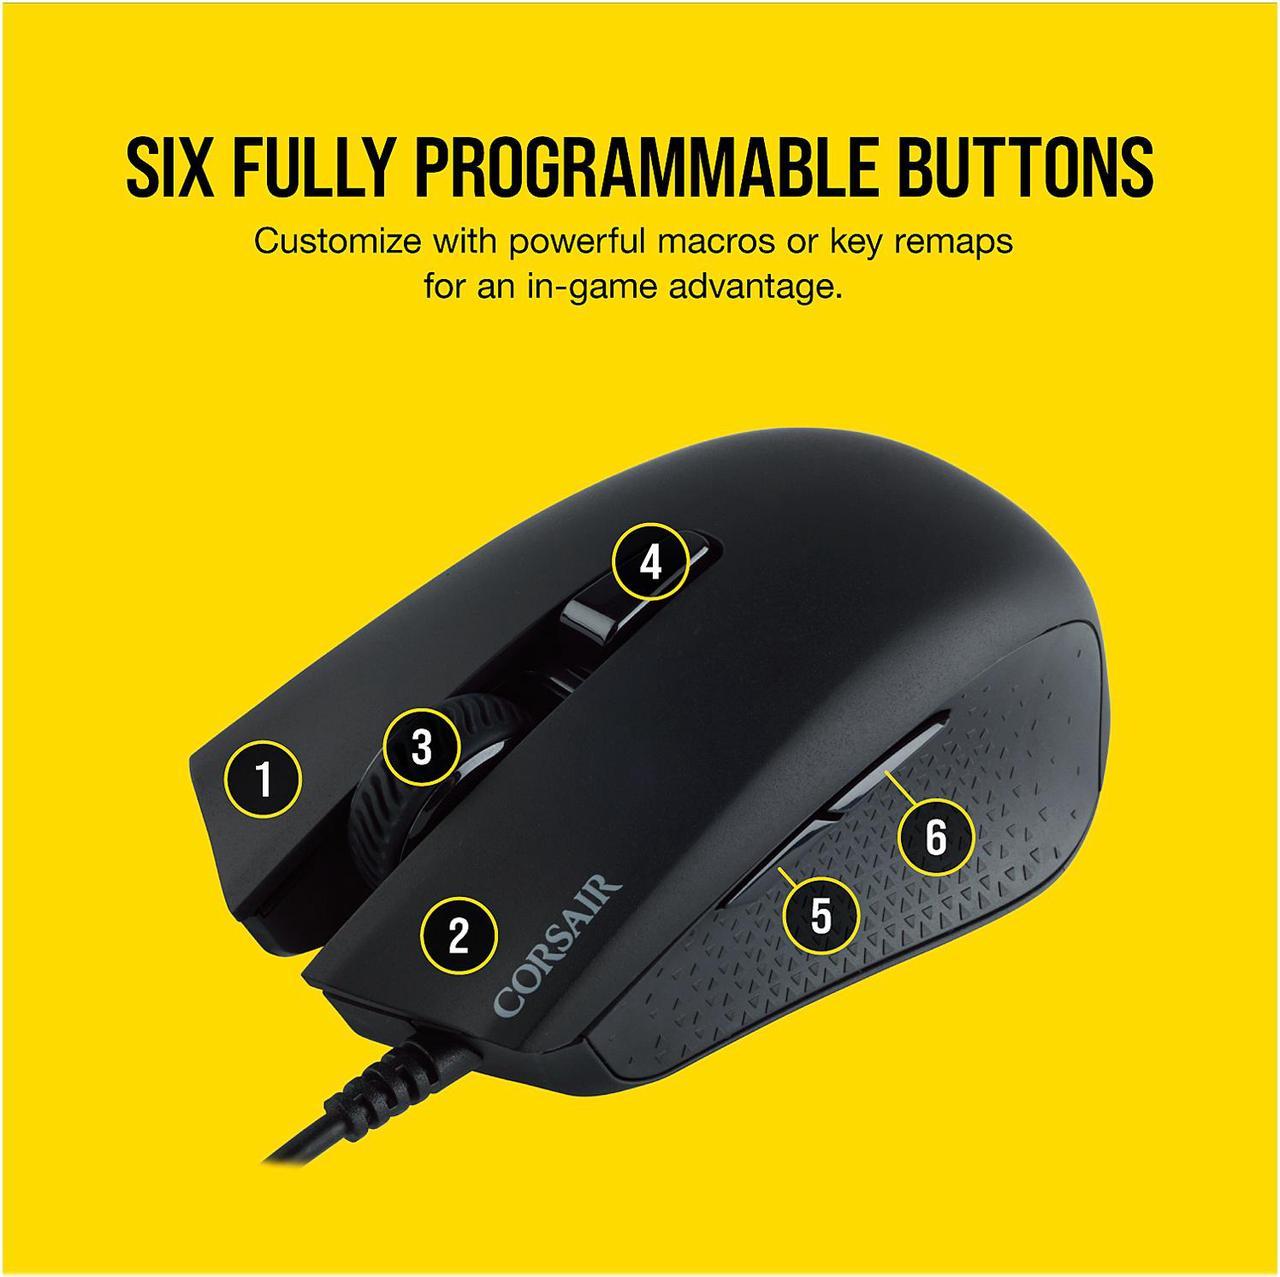 SIX FULLY PROGRAMMABLE BUTTONS
Customize with powerful macros or key remaps
for an in-game advantage.
4
3
1
6
5
2
CORSAIR